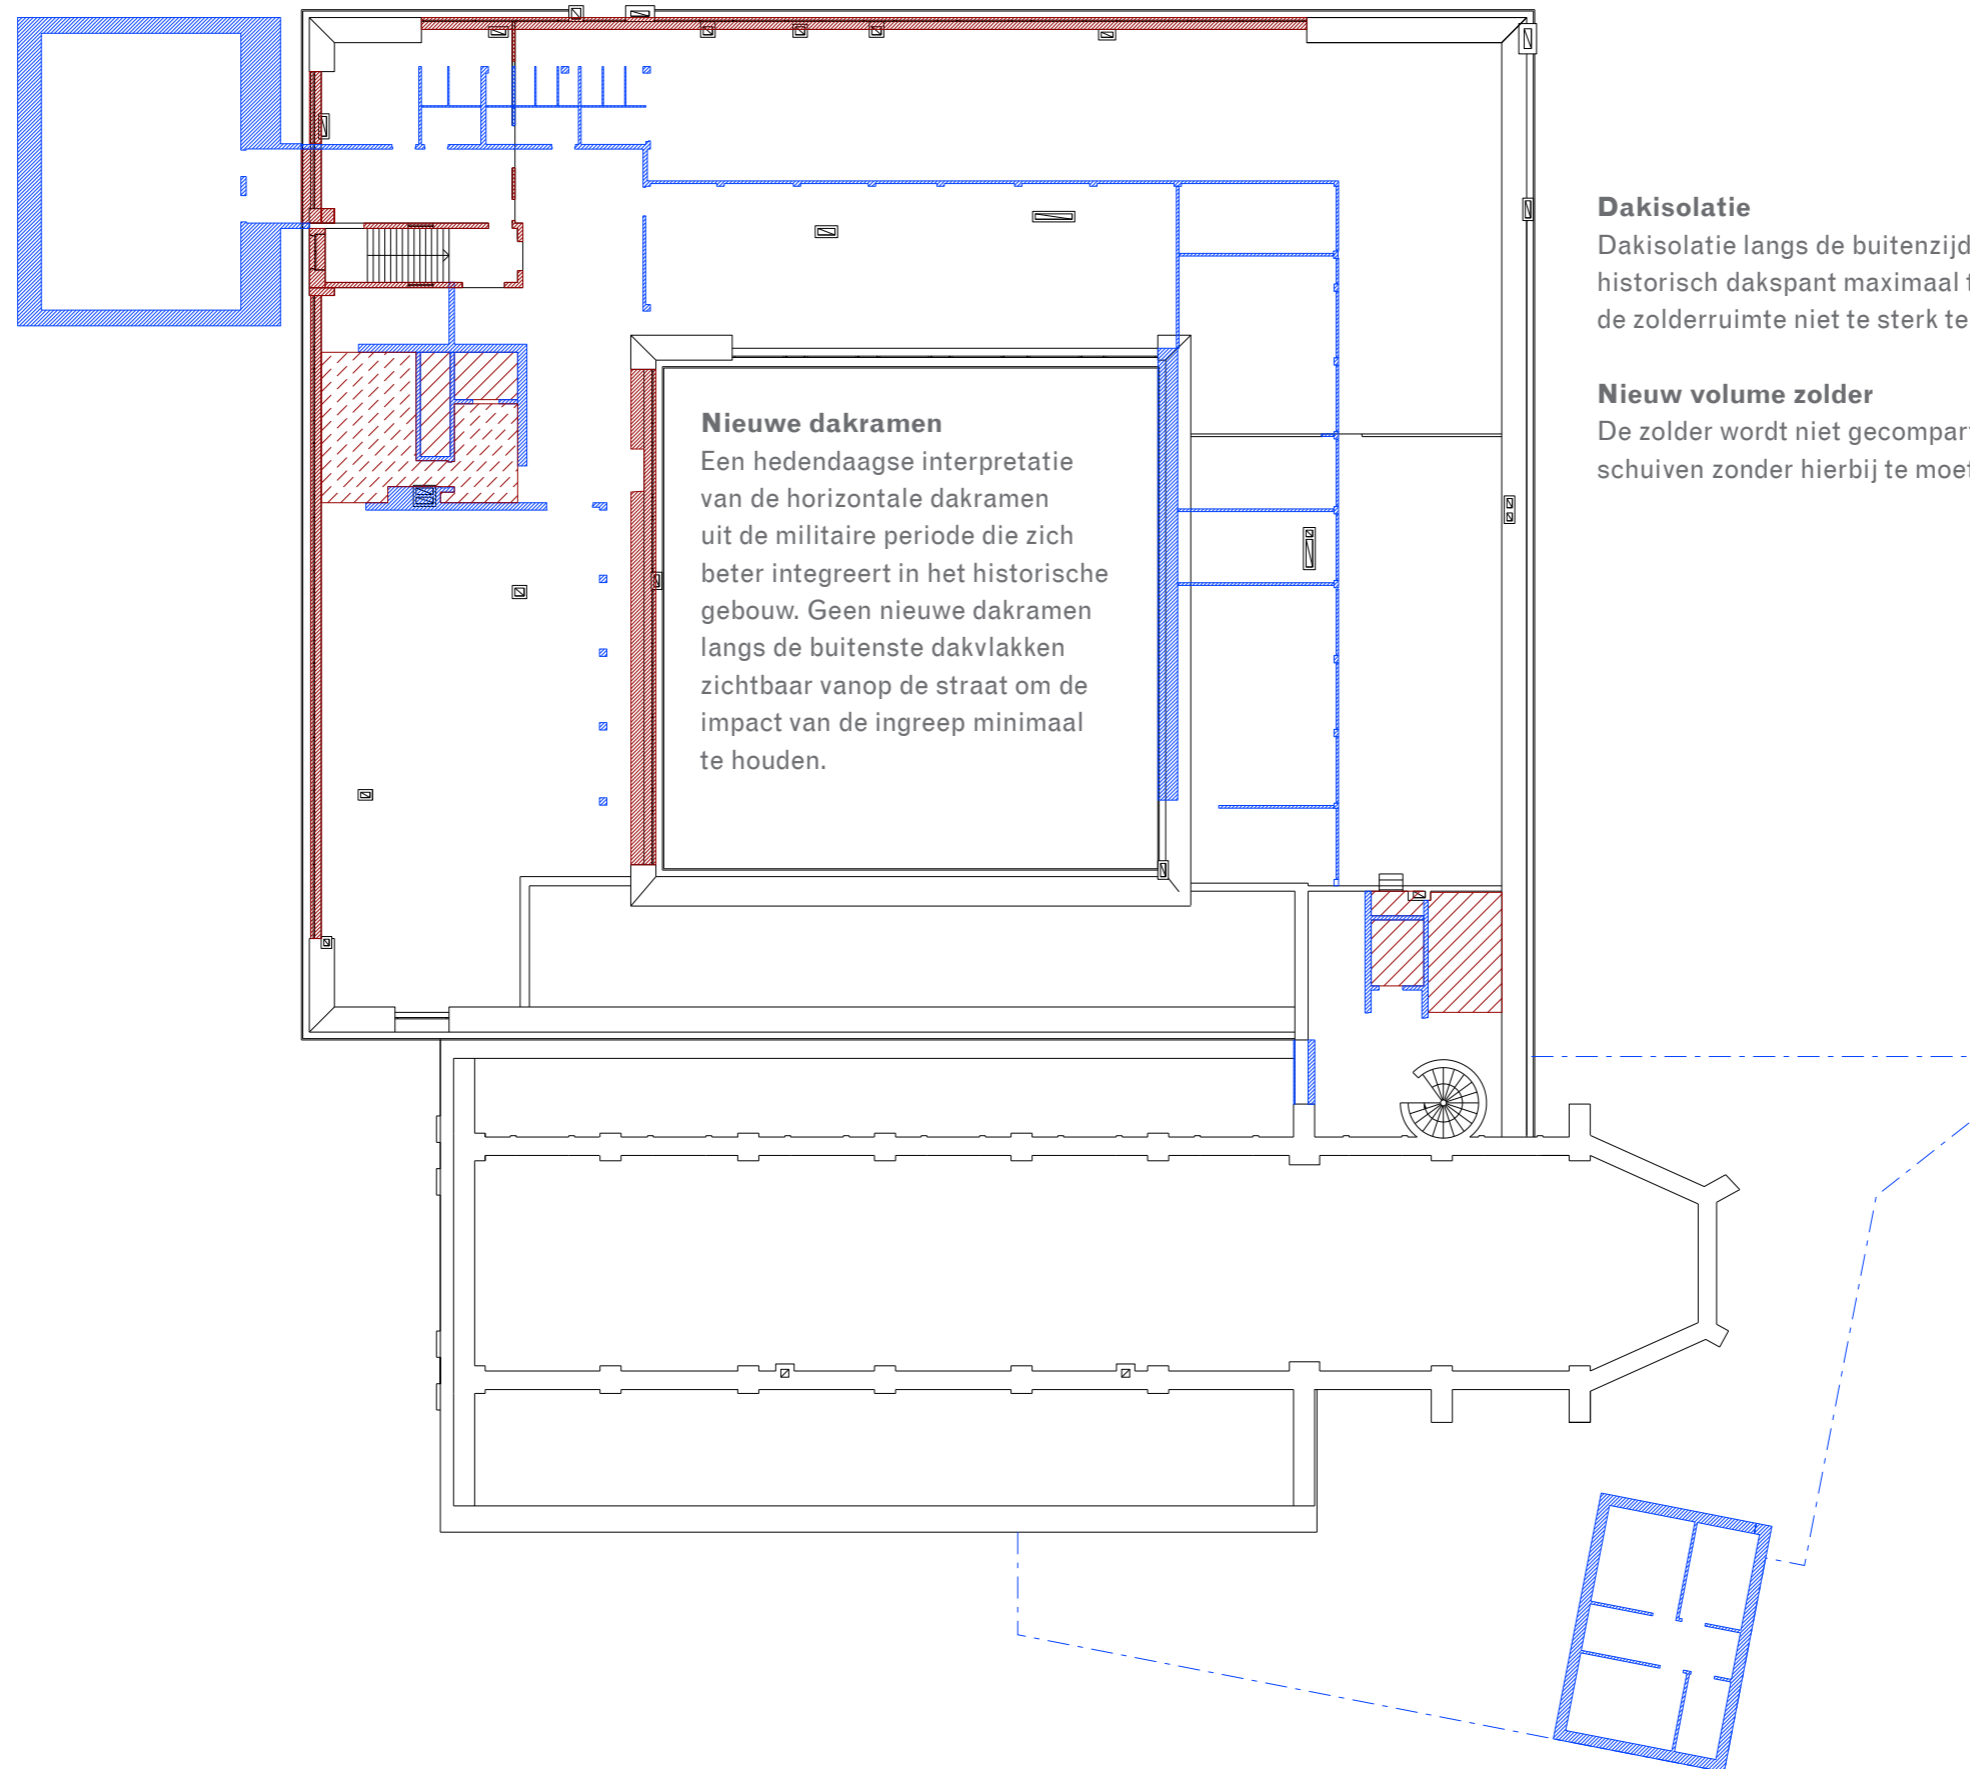 Dakisolatie
Dakisolatie langs de buitenzijd
historisch dakspant maximaal t
de zolderruimte niet te sterk te
Nieuw volume zolder
De zolder wordt niet gecompar
schuiven zonder hierbij te moet
Nieuwe dakramen
Een hedendaagse interpretatie
van de horizontale dakramen
uit de militaire periode die zich
beter integreert in het historische
gebouw. Geen nieuwe dakramen
langs de buitenste dakvlakken
zichtbaar vanop de straat om de
impact van de ingreep minimaal
te houden.